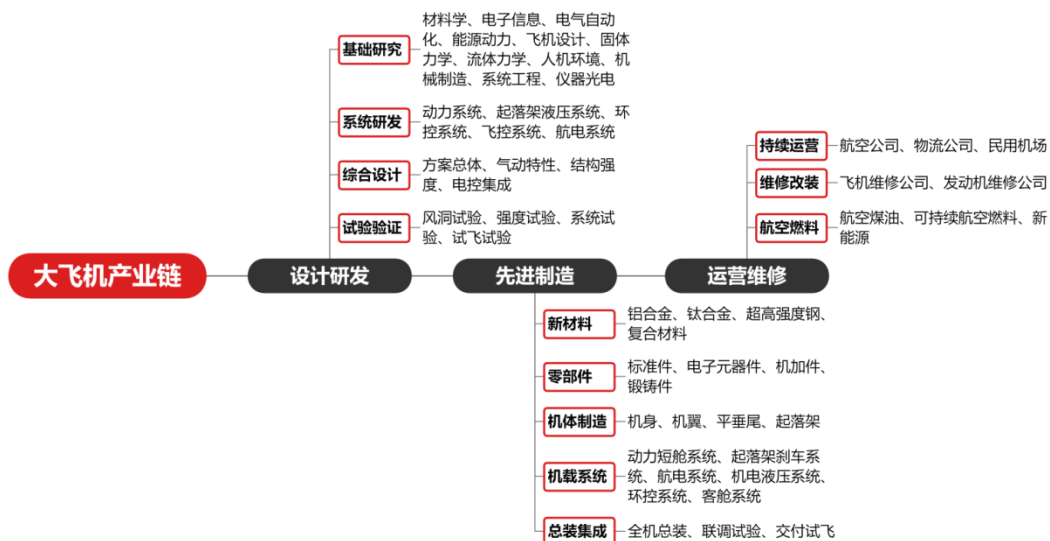 大飞机产业链
设计研发
基础研究
材料学、电子信息、电气自动
化、能源动力、飞机设计、固体
力学、流体力学、人机环境、机
械制造、系统工程、仪器光电
系统研发
动力系统、起落架液压系统、环
控系统、飞控系统、航电系统
综合设计
方案总体、气动特性、结构强
度、电控集成
试验验证
风洞试验、强度试验、系统试
验、试飞试验
先进制造
新材料
铝合金、钛合金、超高强度钢、
复合材料
零部件
标准件、电子元器件、机加件、
锻铸件
机体制造
机身、机翼、平垂尾、起落架
机载系统
动力短舱系统、起落架刹车系
统、航电系统、机电液压系统、
环控系统、客舱系统
总装集成
全机总装、联调试验、交付试飞
运营维修
持续运营
航空公司、物流公司、民用机场
维修改装
飞机维修公司、发动机维修公司
航空燃料
航空煤油、可持续航空燃料、新
能源